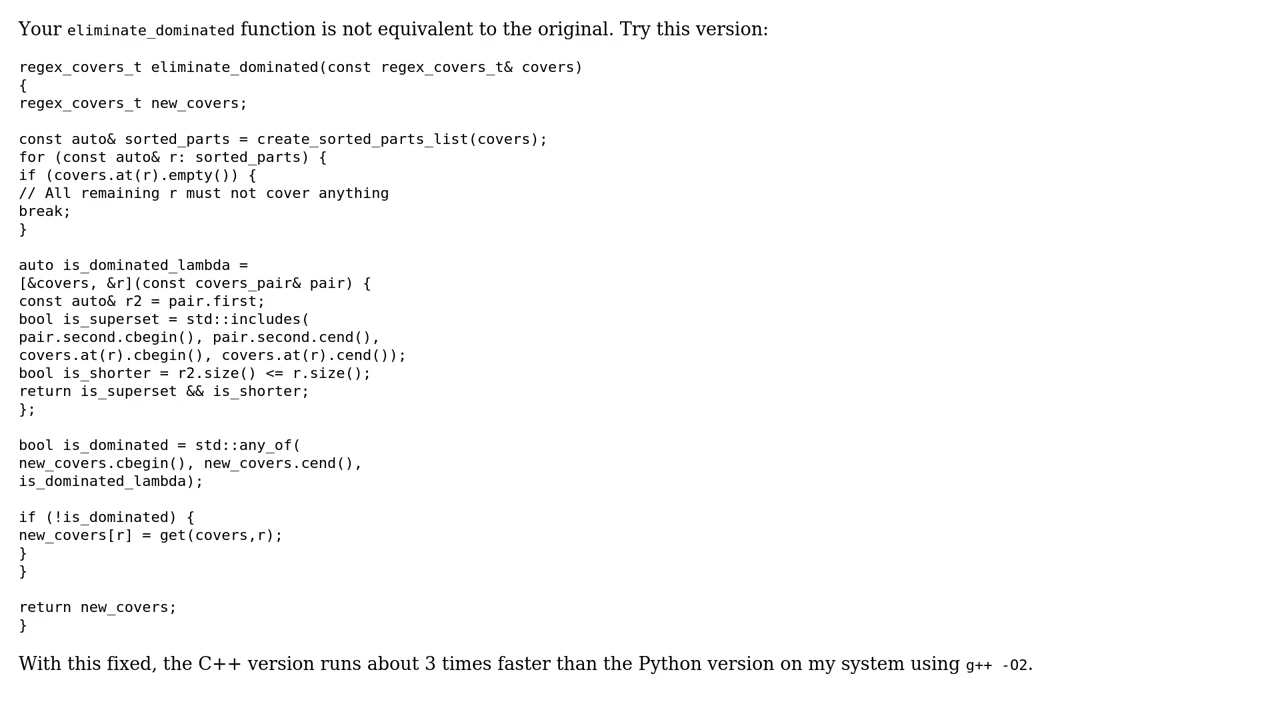 Your eliminate_dominated function is not equivalent to the original. Try this version:
regex_covers_t eliminate_dominated(const regex_covers_t& covers)
{
regex_covers_t new_covers;
const auto& sorted_parts = create_sorted_parts_list(covers);
for (const auto& r: sorted_parts) {
if (covers.at(r).empty()) {
// All remaining r must not cover anything
break;
}
auto is_dominated_lambda =
[&covers, &r](const covers_pair& pair) {
const auto& r2 = pair.first;
bool is_superset = std::includes(
pair.second.cbegin(), pair.second.cend(),
covers.at(r).cbegin(), covers.at(r).cend());
bool is_shorter = r2.size() <= r.size();
return is_superset && is_shorter;
};
bool is_dominated = std::any_of(
new_covers.cbegin(), new_covers.cend(),
is_dominated_lambda);
if (!is_dominated) {
new_covers[r] = get(covers,r);
}
}
return new_covers;
}
With this fixed, the C++ version runs about 3 times faster than the Python version on my system using g++ -O2.